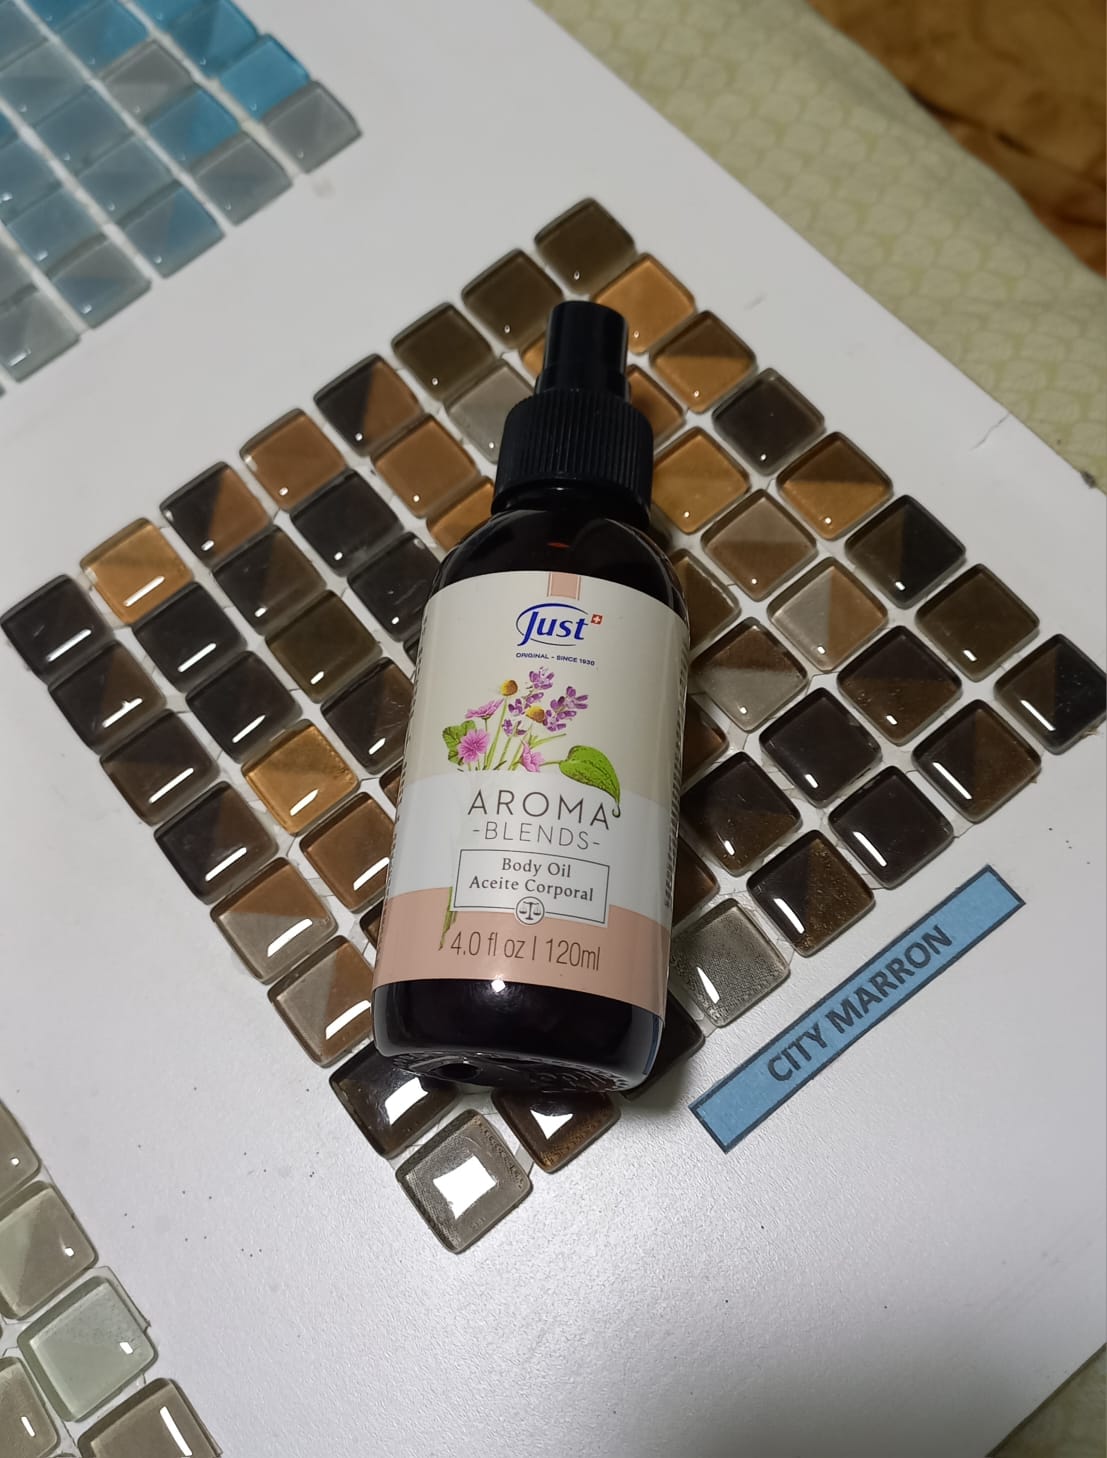 Just
ORIGINAL - SINCE 1930
AROMA
-BLENDS-
Body Oil
Aceite Corporal
4.0 fl oz | 120ml
CITY MARRON